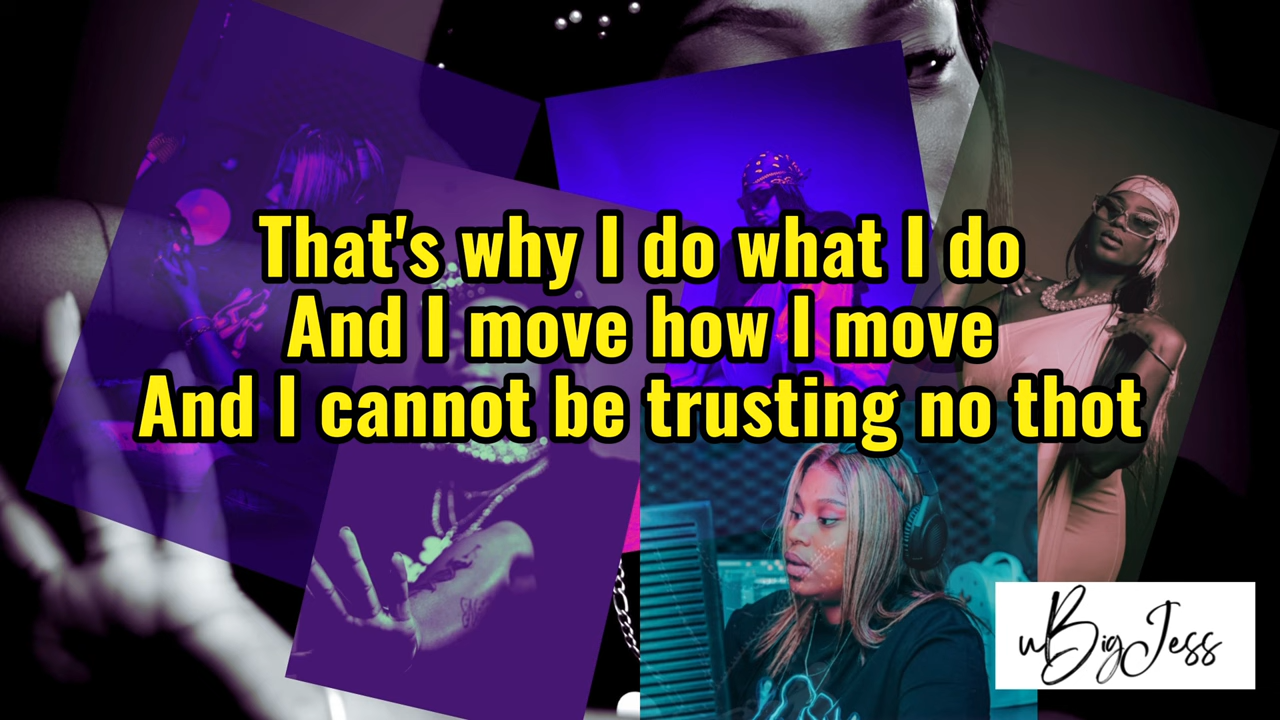 That's why I do what I do
And I move how I move
And I cannot be trusting no thot
uBigJess